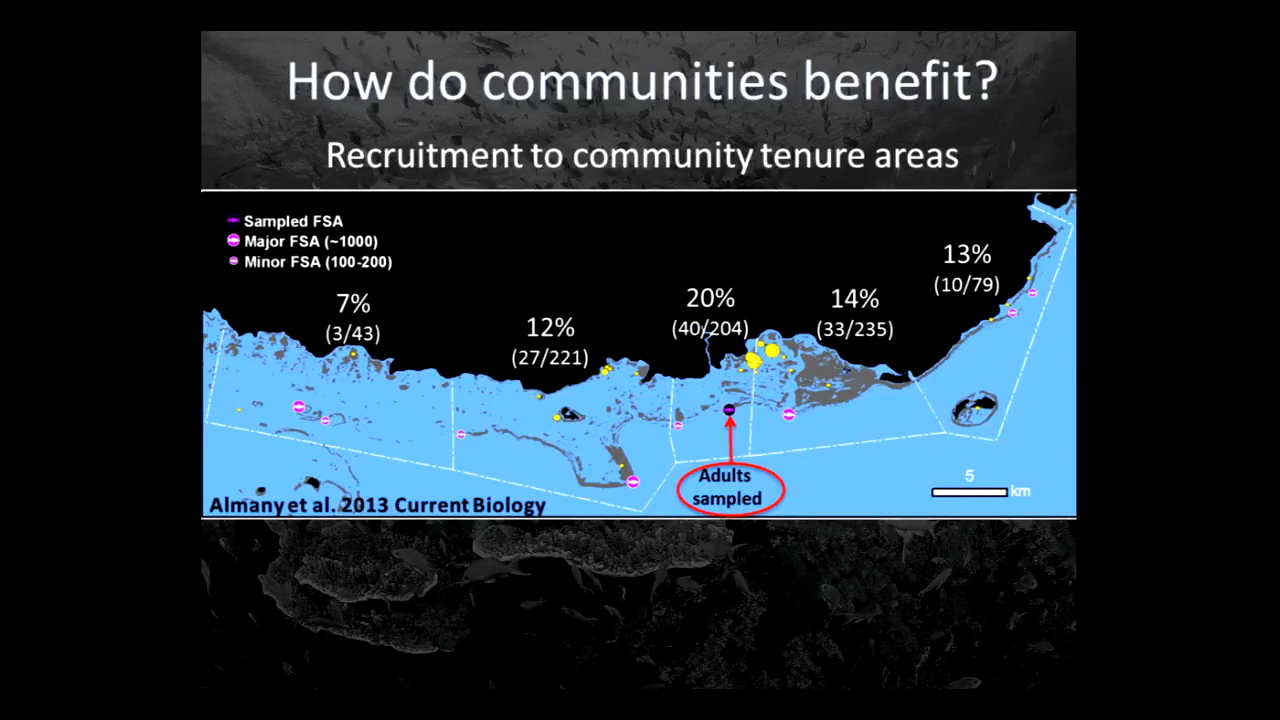 How do communities benefit?
Recruitment to community tenure areas
Sampled FSA
Major FSA (~1000)
Minor FSA (100-200)
7%
(3/43)
12%
(27/221)
20%
(40/204)
14%
(33/235)
13%
(10/79)
Adults
sampled
5
km
Almany et al. 2013 Current Biology